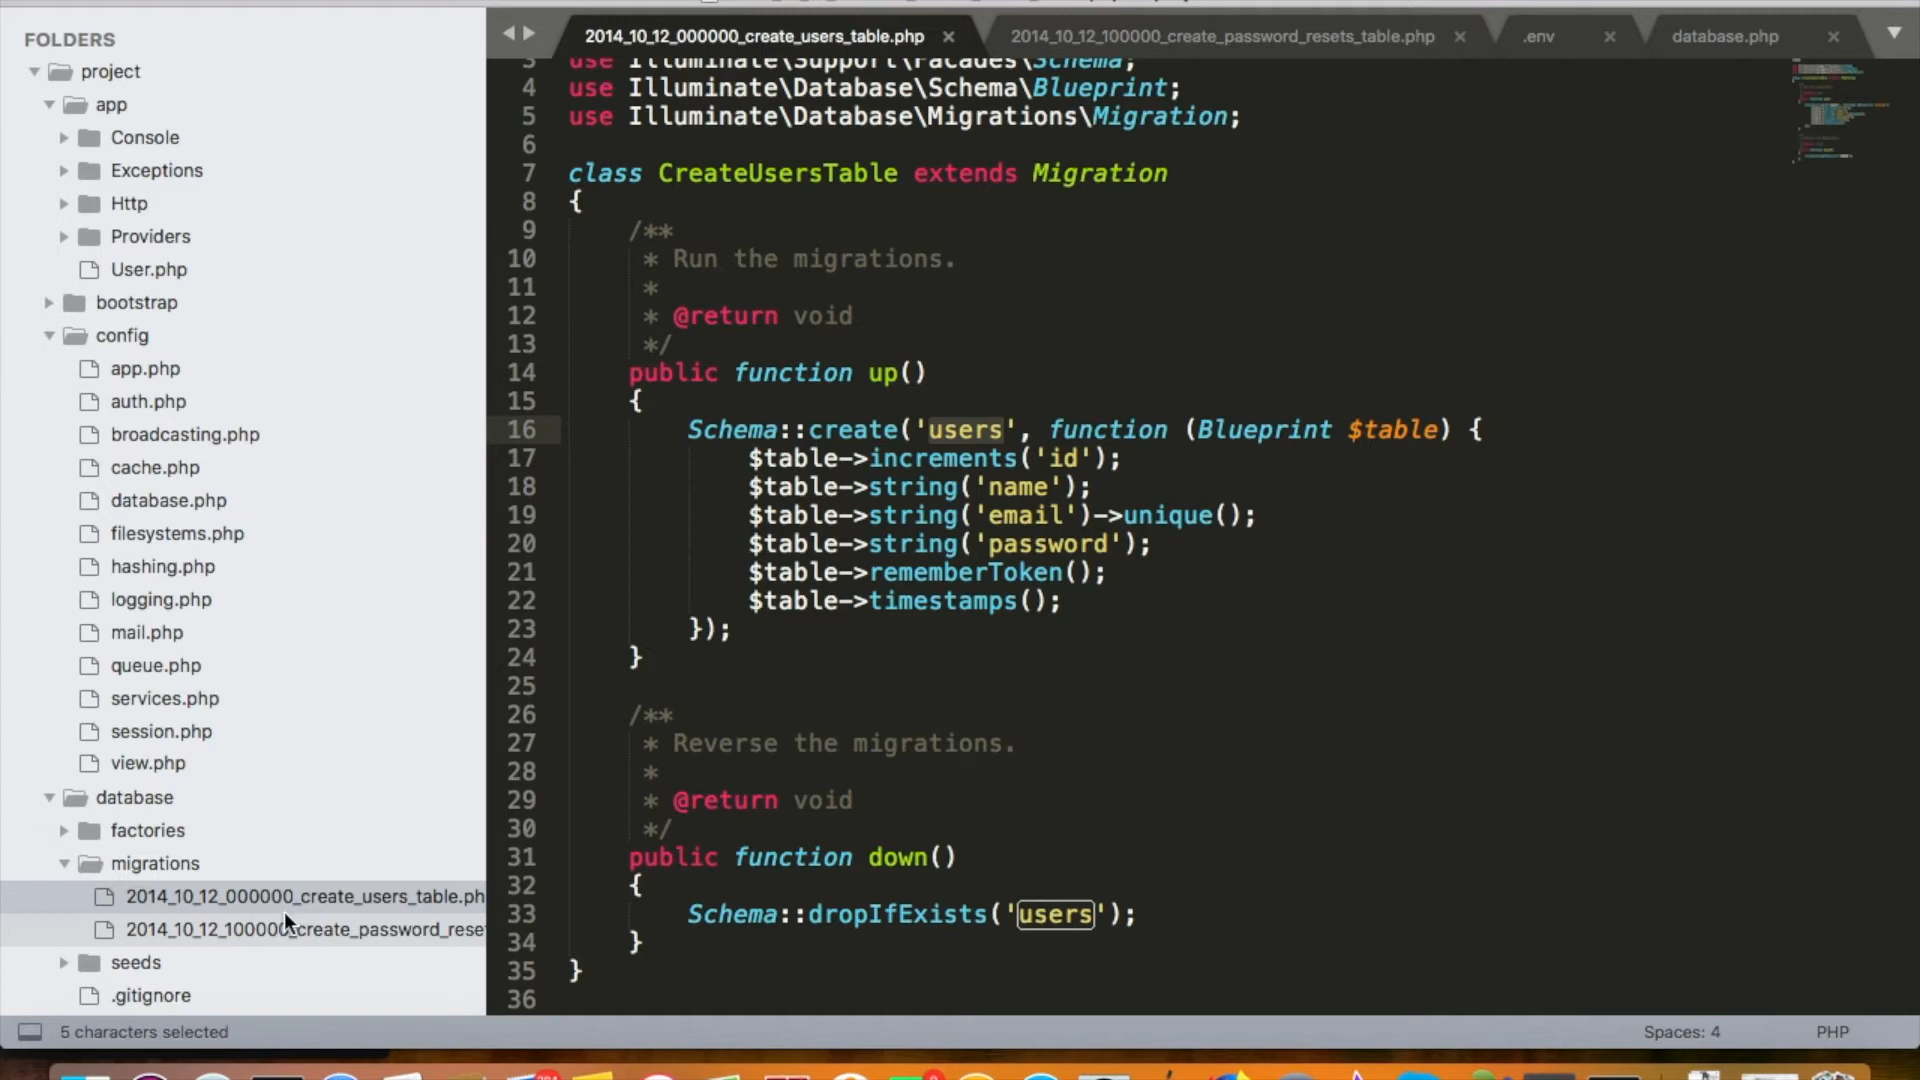 FOLDERS
project
app
Console
Exceptions
Http
Providers
User.php
bootstrap
config
app.php
auth.php
broadcasting.php
cache.php
database.php
filesystems.php
hashing.php
logging.php
mail.php
queue.php
services.php
session.php
view.php
database
factories
migrations
2014_10_12_000000_create_users_table.ph
2014_10_12_100000_create_password_rese
seeds
.gitignore
2014_10_12_000000_create_users_table.php
2014_10_12_100000_create_password_resets_table.php
.env
database.php
3 use Illuminate\Support\Facades\Schema;
4 use Illuminate\Database\Schema\Blueprint;
5 use Illuminate\Database\Migrations\Migration;
6
7 class CreateUsersTable extends Migration
8 {
9 /**
10 * Run the migrations.
11 *
12 * @return void
13 */
14 public function up()
15 {
16 Schema::create('users', function (Blueprint $table) {
17 $table->increments('id');
18 $table->string('name');
19 $table->string('email')->unique();
20 $table->string('password');
21 $table->rememberToken();
22 $table->timestamps();
23 });
24 }
25
26 /**
27 * Reverse the migrations.
28 *
29 * @return void
30 */
31 public function down()
32 {
33 Schema::dropIfExists('users');
34 }
35 }
36
5 characters selected
Spaces: 4
PHP